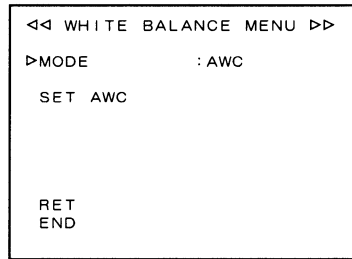 ◁◁ WHITE BALANCE MENU ▷▷
▷MODE : AWC
SET AWC
RET
END